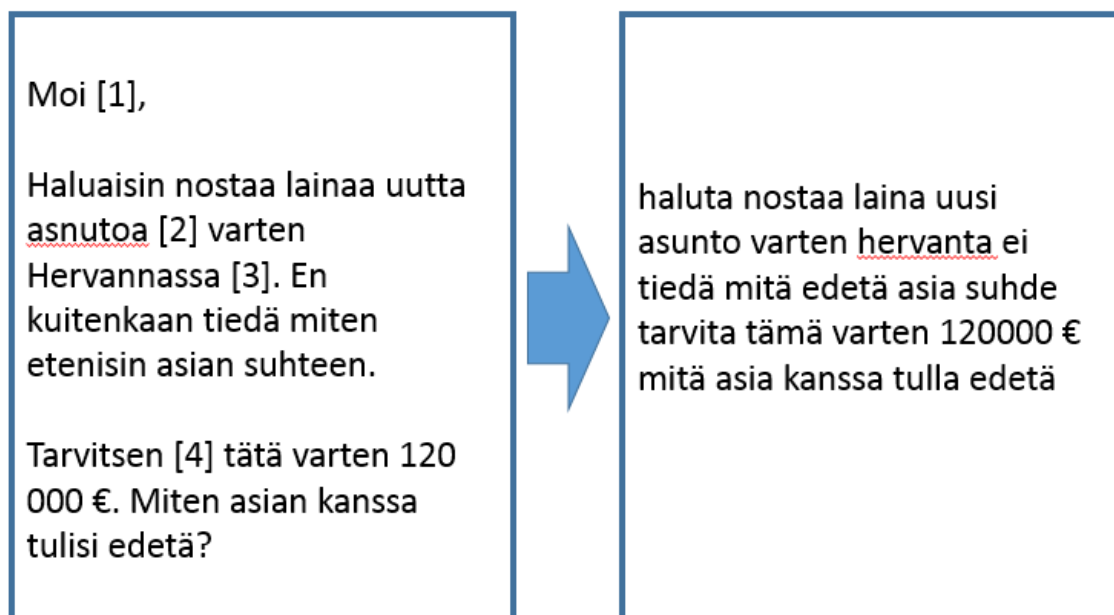 Moi [1],
Haluaisin nostaa lainaa uutta
asnutoa [2] varten
Hervannassa [3]. En
kuitenkaan tiedä miten
etenisin asian suhteen.
Tarvitsen [4] tätä varten 120
000 €. Miten asian kanssa
tulisi edetä?
haluta nostaa laina uusi
asunto varten hervanta ei
tiedä mitä edetä asia suhde
tarvita tämä varten 120000 €
mitä asia kanssa tulla edetä